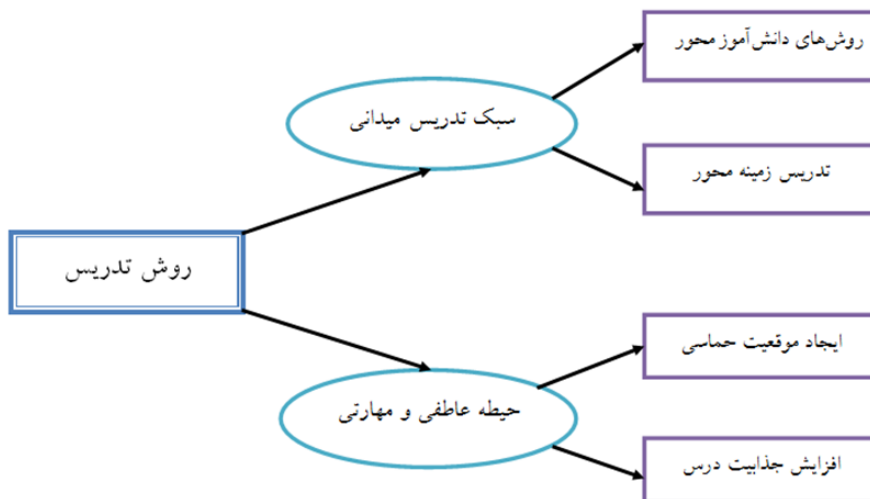 روش تدریس
سبک تدریس میدانی
روش‌های دانش‌آموز محور
تدریس زمینه محور
حیطه عاطفی و مهارتی
ایجاد موقعیت حماسی
افزایش جذابیت درس